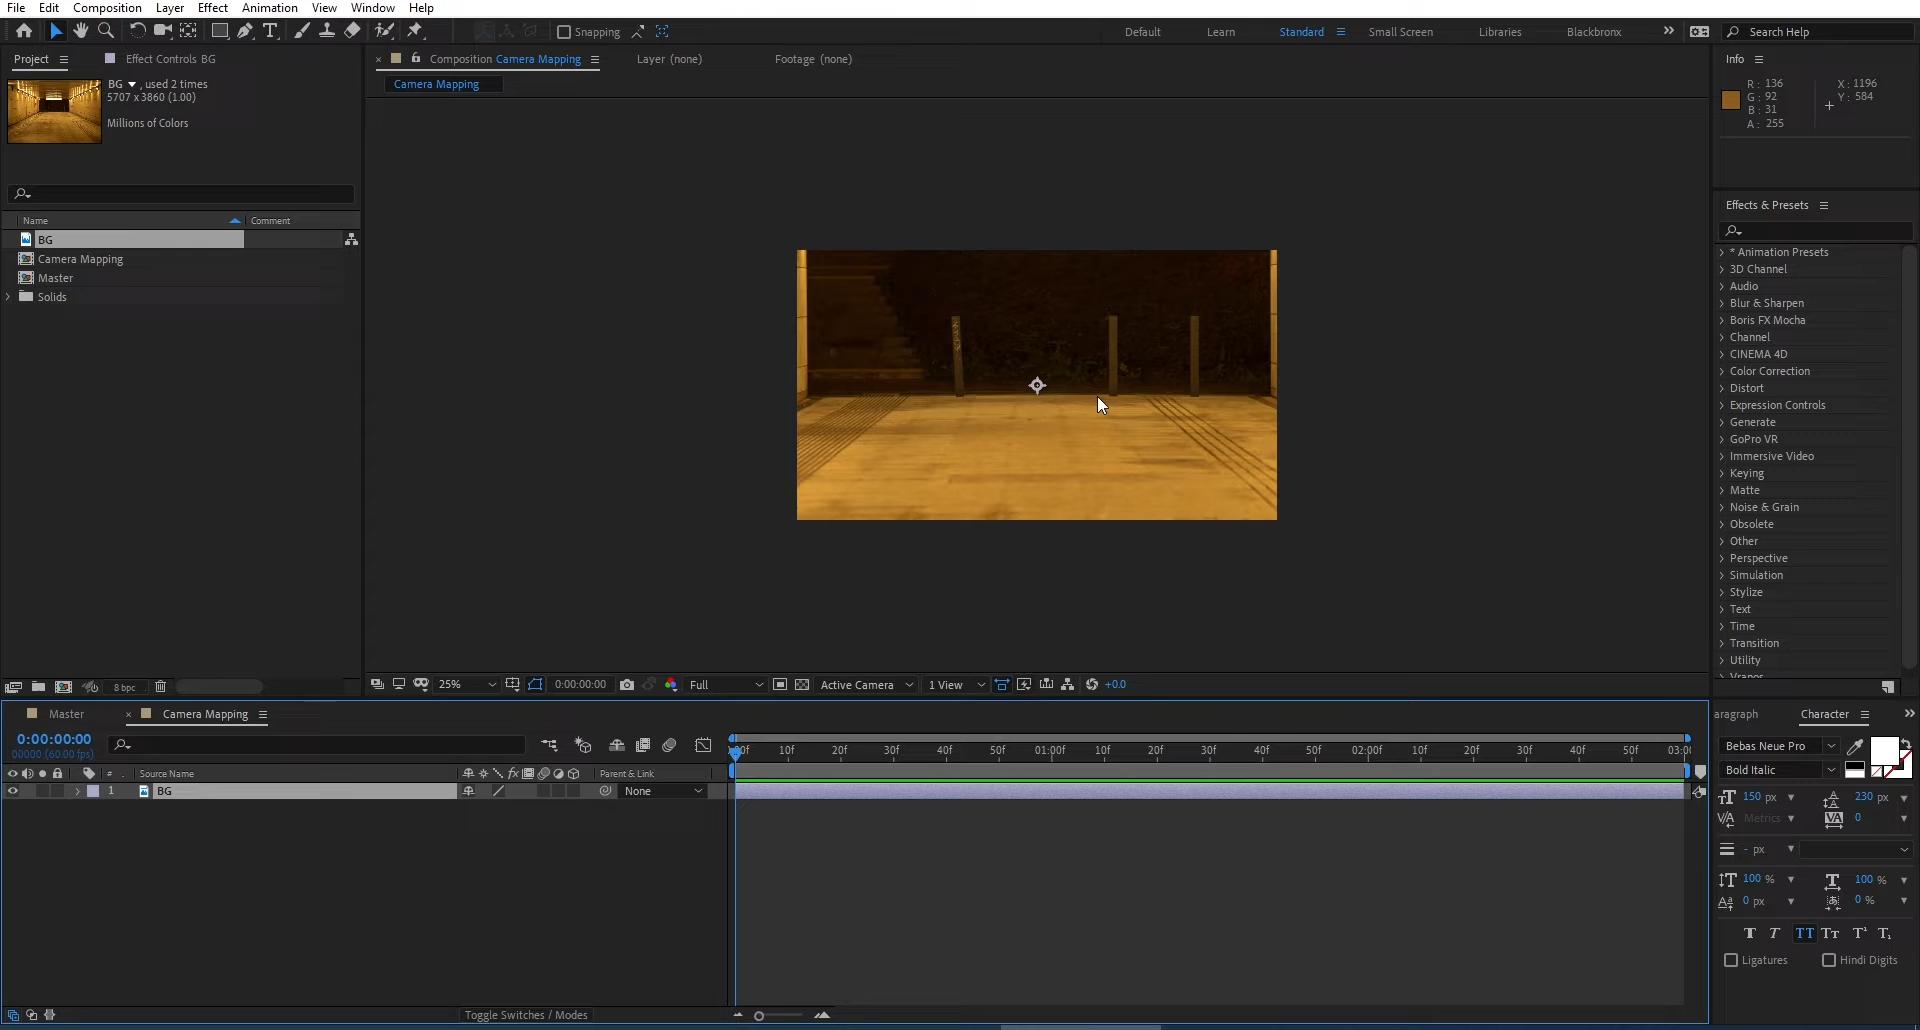 File Edit Composition Layer Effect Animation View Window Help
Snapping
Default Learn Standard Small Screen Libraries Blackbronx
Search Help
Project Effect Controls BG
BG , used 2 times
5707 x 3860 (1.00)
Millions of Colors
Name Comment
BG
Camera Mapping
Master
Solids
8 bpc
Composition Camera Mapping Layer (none) Footage (none)
Camera Mapping
25% 0:00:00:00 Full Active Camera 1 View +0.0
Info
R: 136
G: 92
B: 31
A: 255
X: 1196
Y: 584
Effects & Presets
* Animation Presets
3D Channel
Audio
Blur & Sharpen
Boris FX Mocha
Channel
CINEMA 4D
Color Correction
Distort
Expression Controls
Generate
GoPro VR
Immersive Video
Keying
Matte
Noise & Grain
Obsolete
Other
Perspective
Simulation
Stylize
Text
Time
Transition
Utility
Master Camera Mapping
0:00:00:00
00000 (60.00 fps)
# Source Name fx Parent & Link
1 BG None
:00f 10f 20f 30f 40f 50f 01:00f 10f 20f 30f 40f 50f 02:00f 10f 20f 30f 40f 50f 03:0
Toggle Switches / Modes
aragraph Character
Bebas Neue Pro
Bold Italic
150 px 230 px
Metrics 0
- px
100 % 100 %
0 px 0 %
T T TT Tт T¹ T₁
Ligatures Hindi Digits